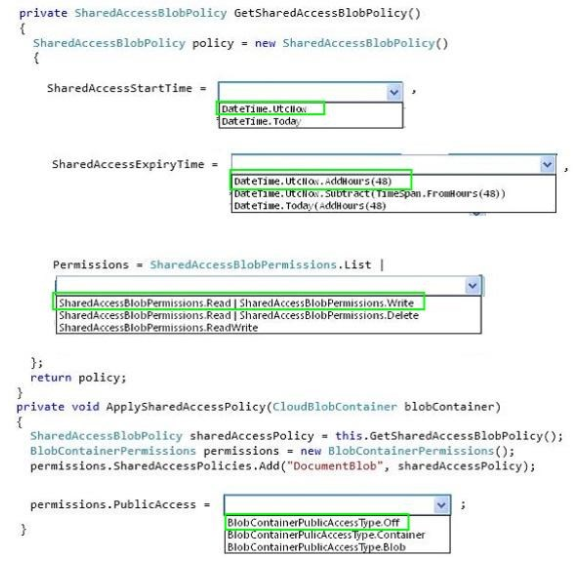 private SharedAccessBlobPolicy GetSharedAccessBlobPolicy()
{
SharedAccessBlobPolicy policy = new SharedAccessBlobPolicy()
{
SharedAccessStartTime = ,
DateTime.UtcNow
DateTime.Today
SharedAccessExpiryTime = ,
DateTime.UtcNow.AddHours(48)
DateTime.UtcNow.Subtract(TimeSpan.FromHours(48))
DateTime.Today(AddHours(48)
Permissions = SharedAccessBlobPermissions.List |
SharedAccessBlobPermissions.Read | SharedAccessBlobPermissions.Write
SharedAccessBlobPermissions.Read | SharedAccessBlobPermissions.Delete
SharedAccessBlobPermissions.ReadWrite
};
return policy;
}
private void ApplySharedAccessPolicy(CloudBlobContainer blobContainer)
{
SharedAccessBlobPolicy sharedAccessPolicy = this.GetSharedAccessBlobPolicy();
BlobContainerPermissions permissions = new BlobContainerPermissions();
permissions.SharedAccessPolicies.Add("DocumentBlob", sharedAccessPolicy);
permissions.PublicAccess = ;
BlobContainerPublicAccessType.Off
BlobContainerPulicAccessType.Container
BlobContainerPublicAccessType.Blob
}